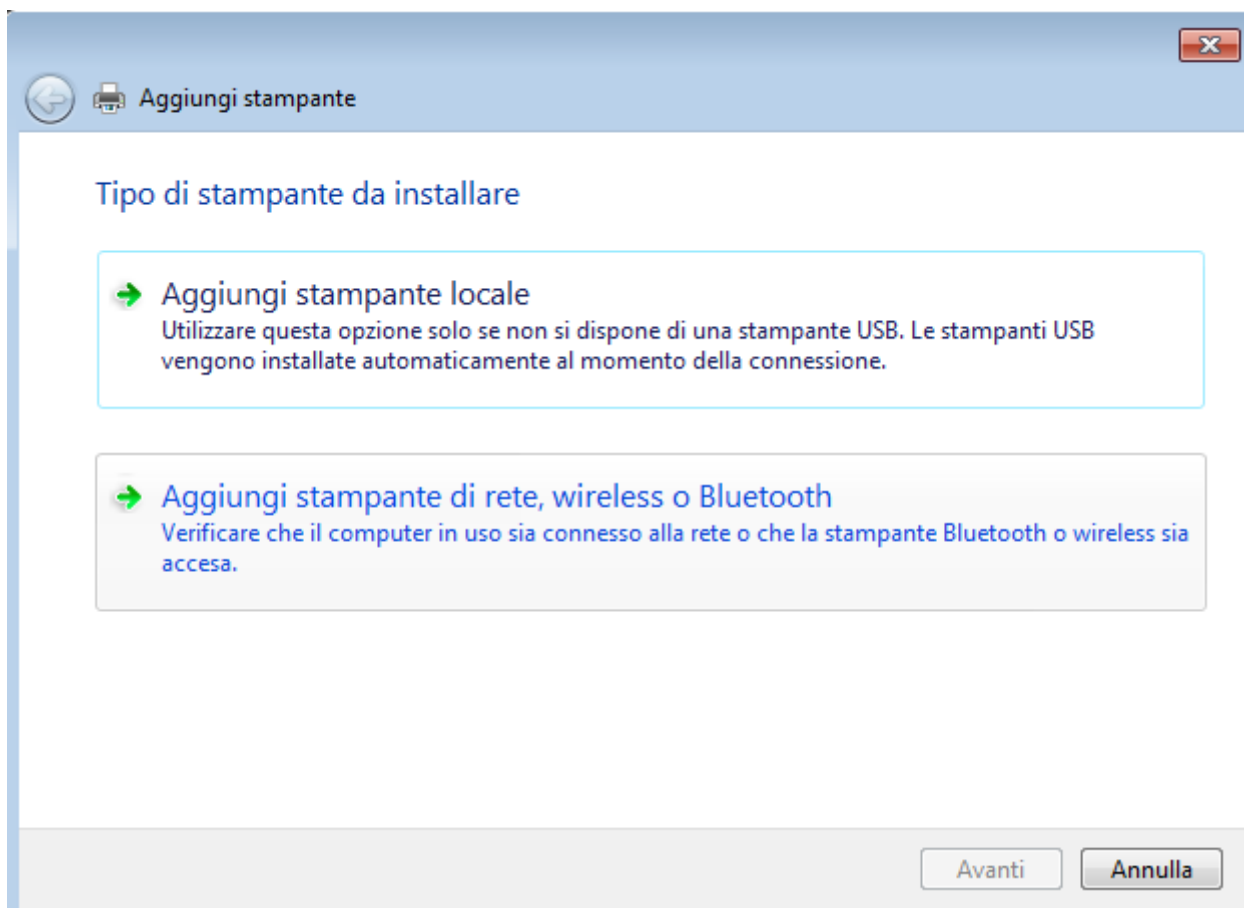 Aggiungi stampante
Tipo di stampante da installare
Aggiungi stampante locale
Utilizzare questa opzione solo se non si dispone di una stampante USB. Le stampanti USB
vengono installate automaticamente al momento della connessione.
Aggiungi stampante di rete, wireless o Bluetooth
Verificare che il computer in uso sia connesso alla rete o che la stampante Bluetooth o wireless sia
accesa.
Avanti
Annulla